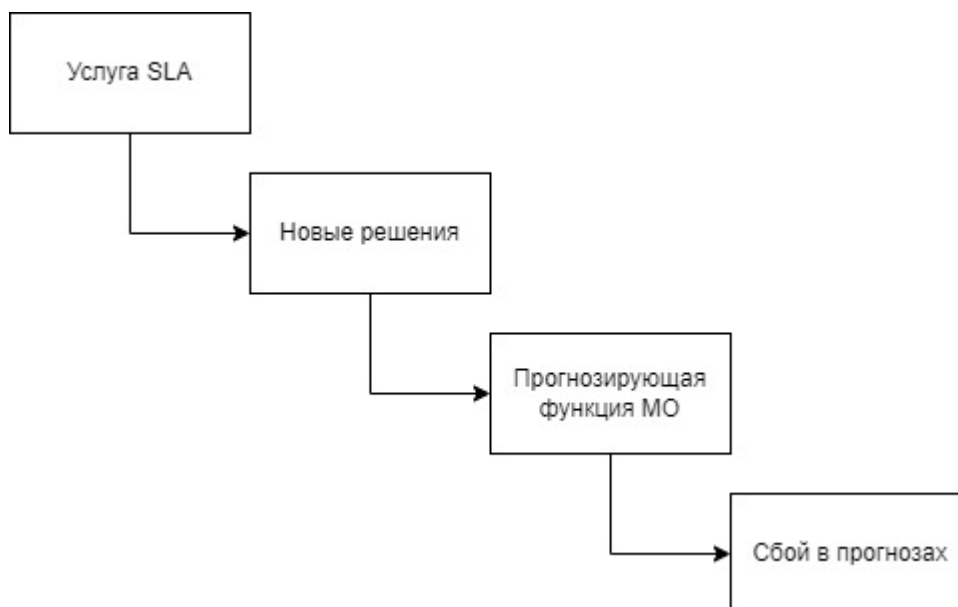 Услуга SLA
Новые решения
Прогнозирующая
функция МО
Сбой в прогнозах